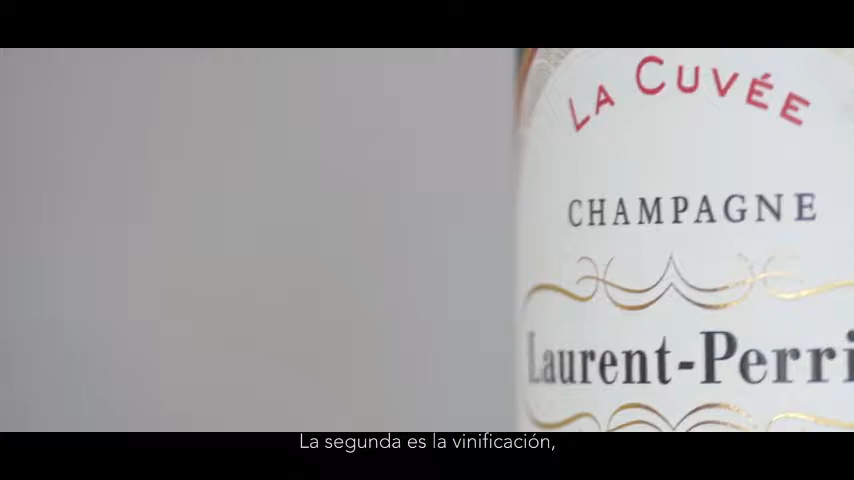 LA CUVÉE
CHAMPAGNE
Laurent-Perri
La segunda es la vinificación,